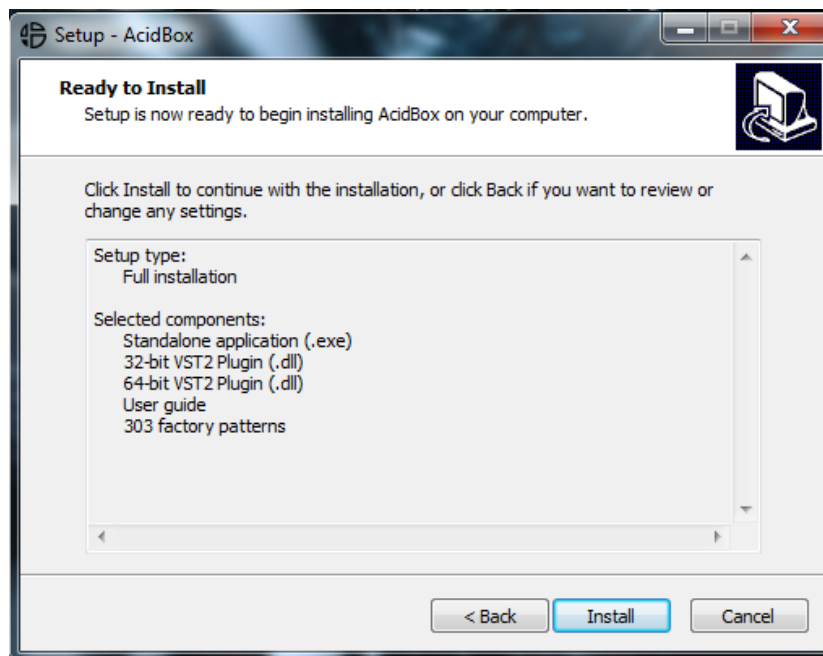 Setup - AcidBox
Ready to Install
Setup is now ready to begin installing AcidBox on your computer.
Click Install to continue with the installation, or click Back if you want to review or
change any settings.
Setup type:
Full installation
Selected components:
Standalone application (.exe)
32-bit VST2 Plugin (.dll)
64-bit VST2 Plugin (.dll)
User guide
303 factory patterns
< Back
Install
Cancel